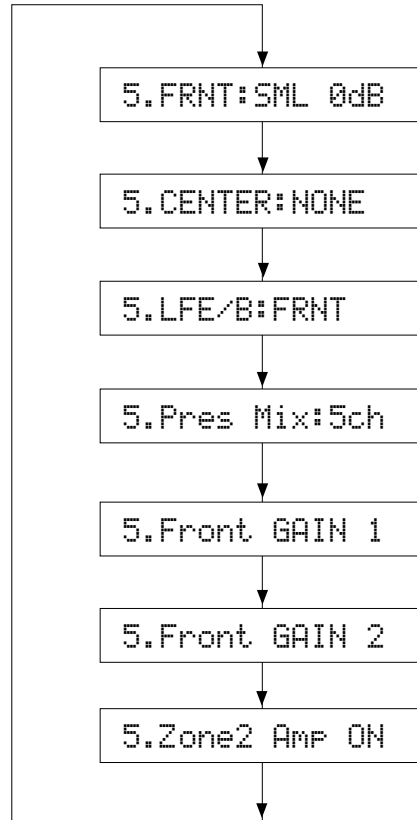 5.FRNT:SML 0dB
5.CENTER:NONE
5.LFE/B:FRNT
5.Pres Mix:5ch
5.Front GAIN 1
5.Front GAIN 2
5.Zone2 Amp ON